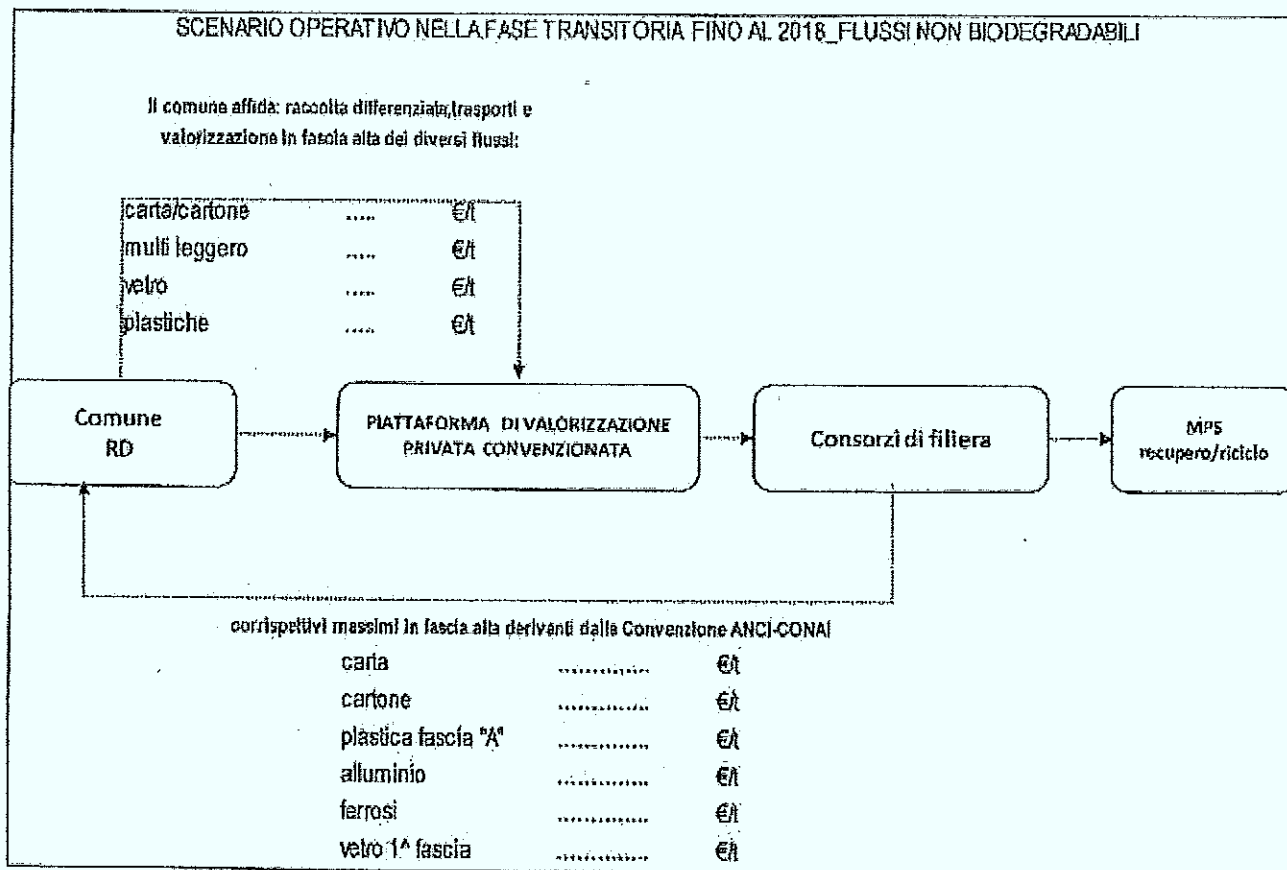 SCENARIO OPERATIVO NELLA FASE TRANSITORIA FINO AL 2018_FLUSSI NON BIODEGRADABILI
Il comune affida: raccolta differenziata,trasporti e
valorizzazione in fascia alta dei diversi flussi:
carta/cartone ..... €/t
multi leggero ..... €/t
vetro ..... €/t
plastiche ..... €/t
Comune
RD
PIATTAFORMA DI VALORIZZAZIONE
PRIVATA CONVENZIONATA
Consorzi di filiera
MPS
recupero/riciclo
corrispettivi massimi in fascia alta derivanti dalla Convenzione ANCI-CONAI
carta ............. €/t
cartone ............. €/t
plastica fascia "A" ............. €/t
alluminio ............. €/t
ferrosi ............. €/t
vetro 1^ fascia ............. €/t